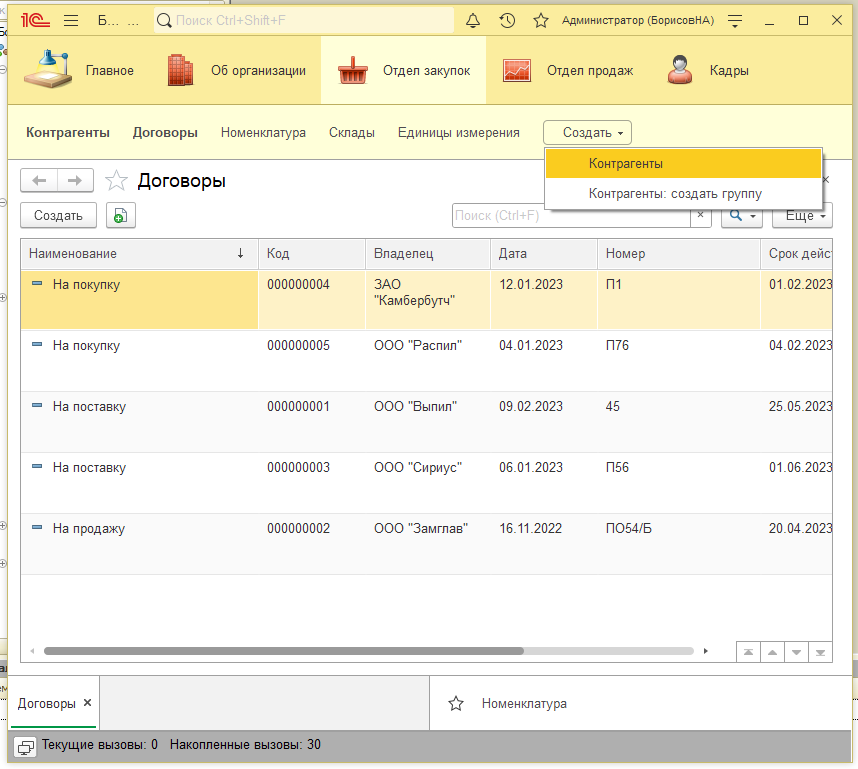 1С Б... ... Поиск Ctrl+Shift+F Администратор (БорисовНА)
Главное Об организации Отдел закупок Отдел продаж Кадры
Контрагенты Договоры Номенклатура Склады Единицы измерения Создать
Контрагенты
Контрагенты: создать группу
Договоры
Создать Поиск (Ctrl+F) × Еще
Наименование ↓ Код Владелец Дата Номер Срок дейс
На покупку 000000004 ЗАО "Камбербутч" 12.01.2023 П1 01.02.2023
На покупку 000000005 ООО "Распил" 04.01.2023 П76 04.02.2023
На поставку 000000001 ООО "Выпил" 09.02.2023 45 25.05.2023
На поставку 000000003 ООО "Сириус" 06.01.2023 П56 01.06.2023
На продажу 000000002 ООО "Замглав" 16.11.2022 ПО54/Б 20.04.2023
Договоры × Номенклатура
Текущие вызовы: 0 Накопленные вызовы: 30